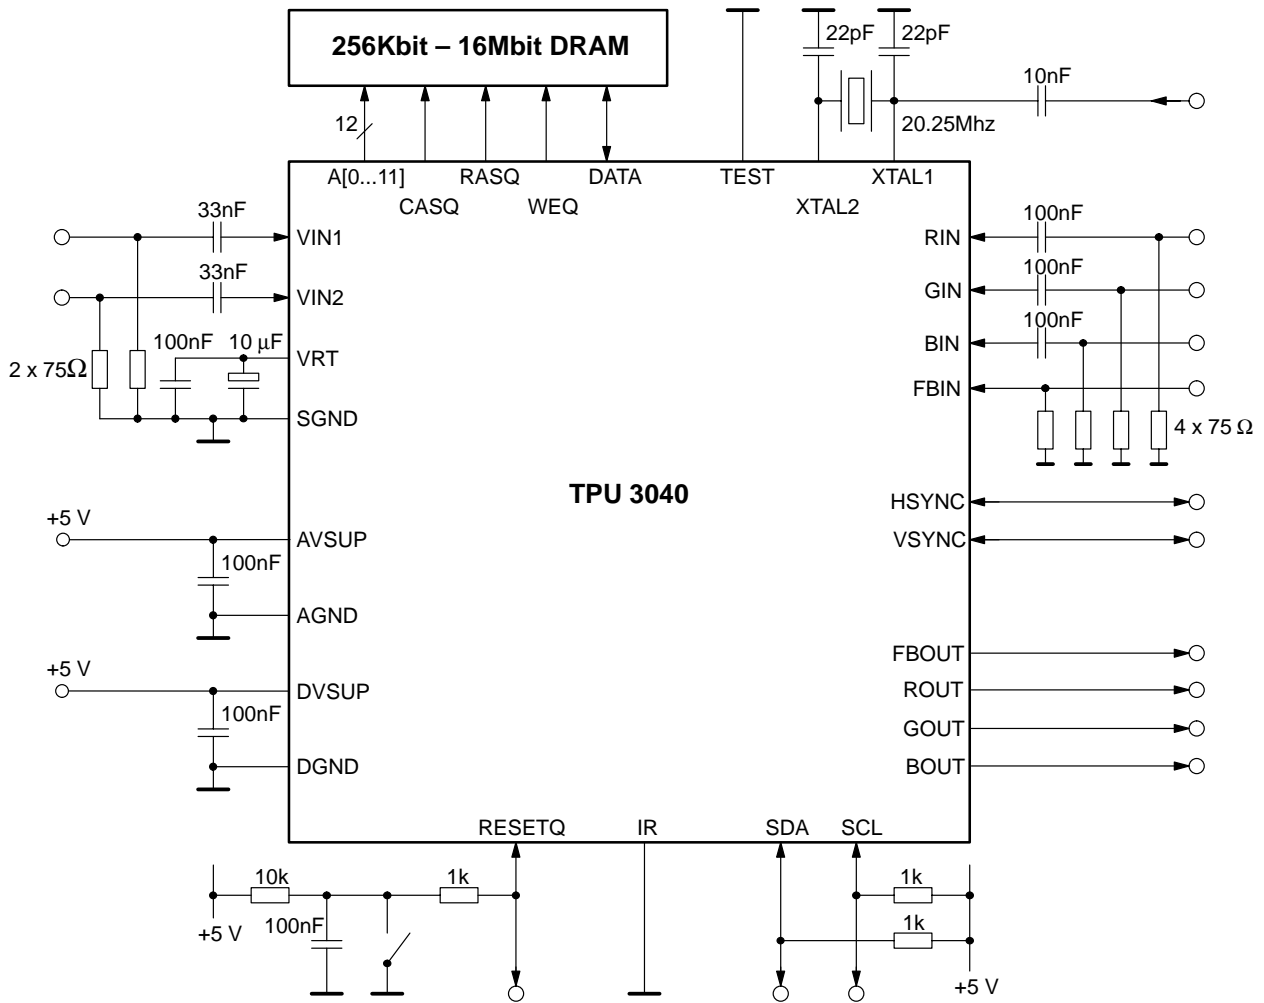 22pF
22pF
256Kbit – 16Mbit DRAM
10nF
12
20.25Mhz
A[0...11]
RASQ
DATA
TEST
XTAL1
CASQ
WEQ
XTAL2
33nF
100nF
VIN1
RIN
33nF
100nF
VIN2
GIN
100nF
100nF
10 µF
VRT
BIN
2 x 75Ω
FBIN
SGND
4 x 75 Ω
TPU 3040
HSYNC
+5 V
AVSUP
VSYNC
100nF
AGND
FBOUT
+5 V
DVSUP
ROUT
100nF
GOUT
DGND
BOUT
RESETQ
IR
SDA
SCL
10k
1k
1k
100nF
1k
+5 V
+5 V